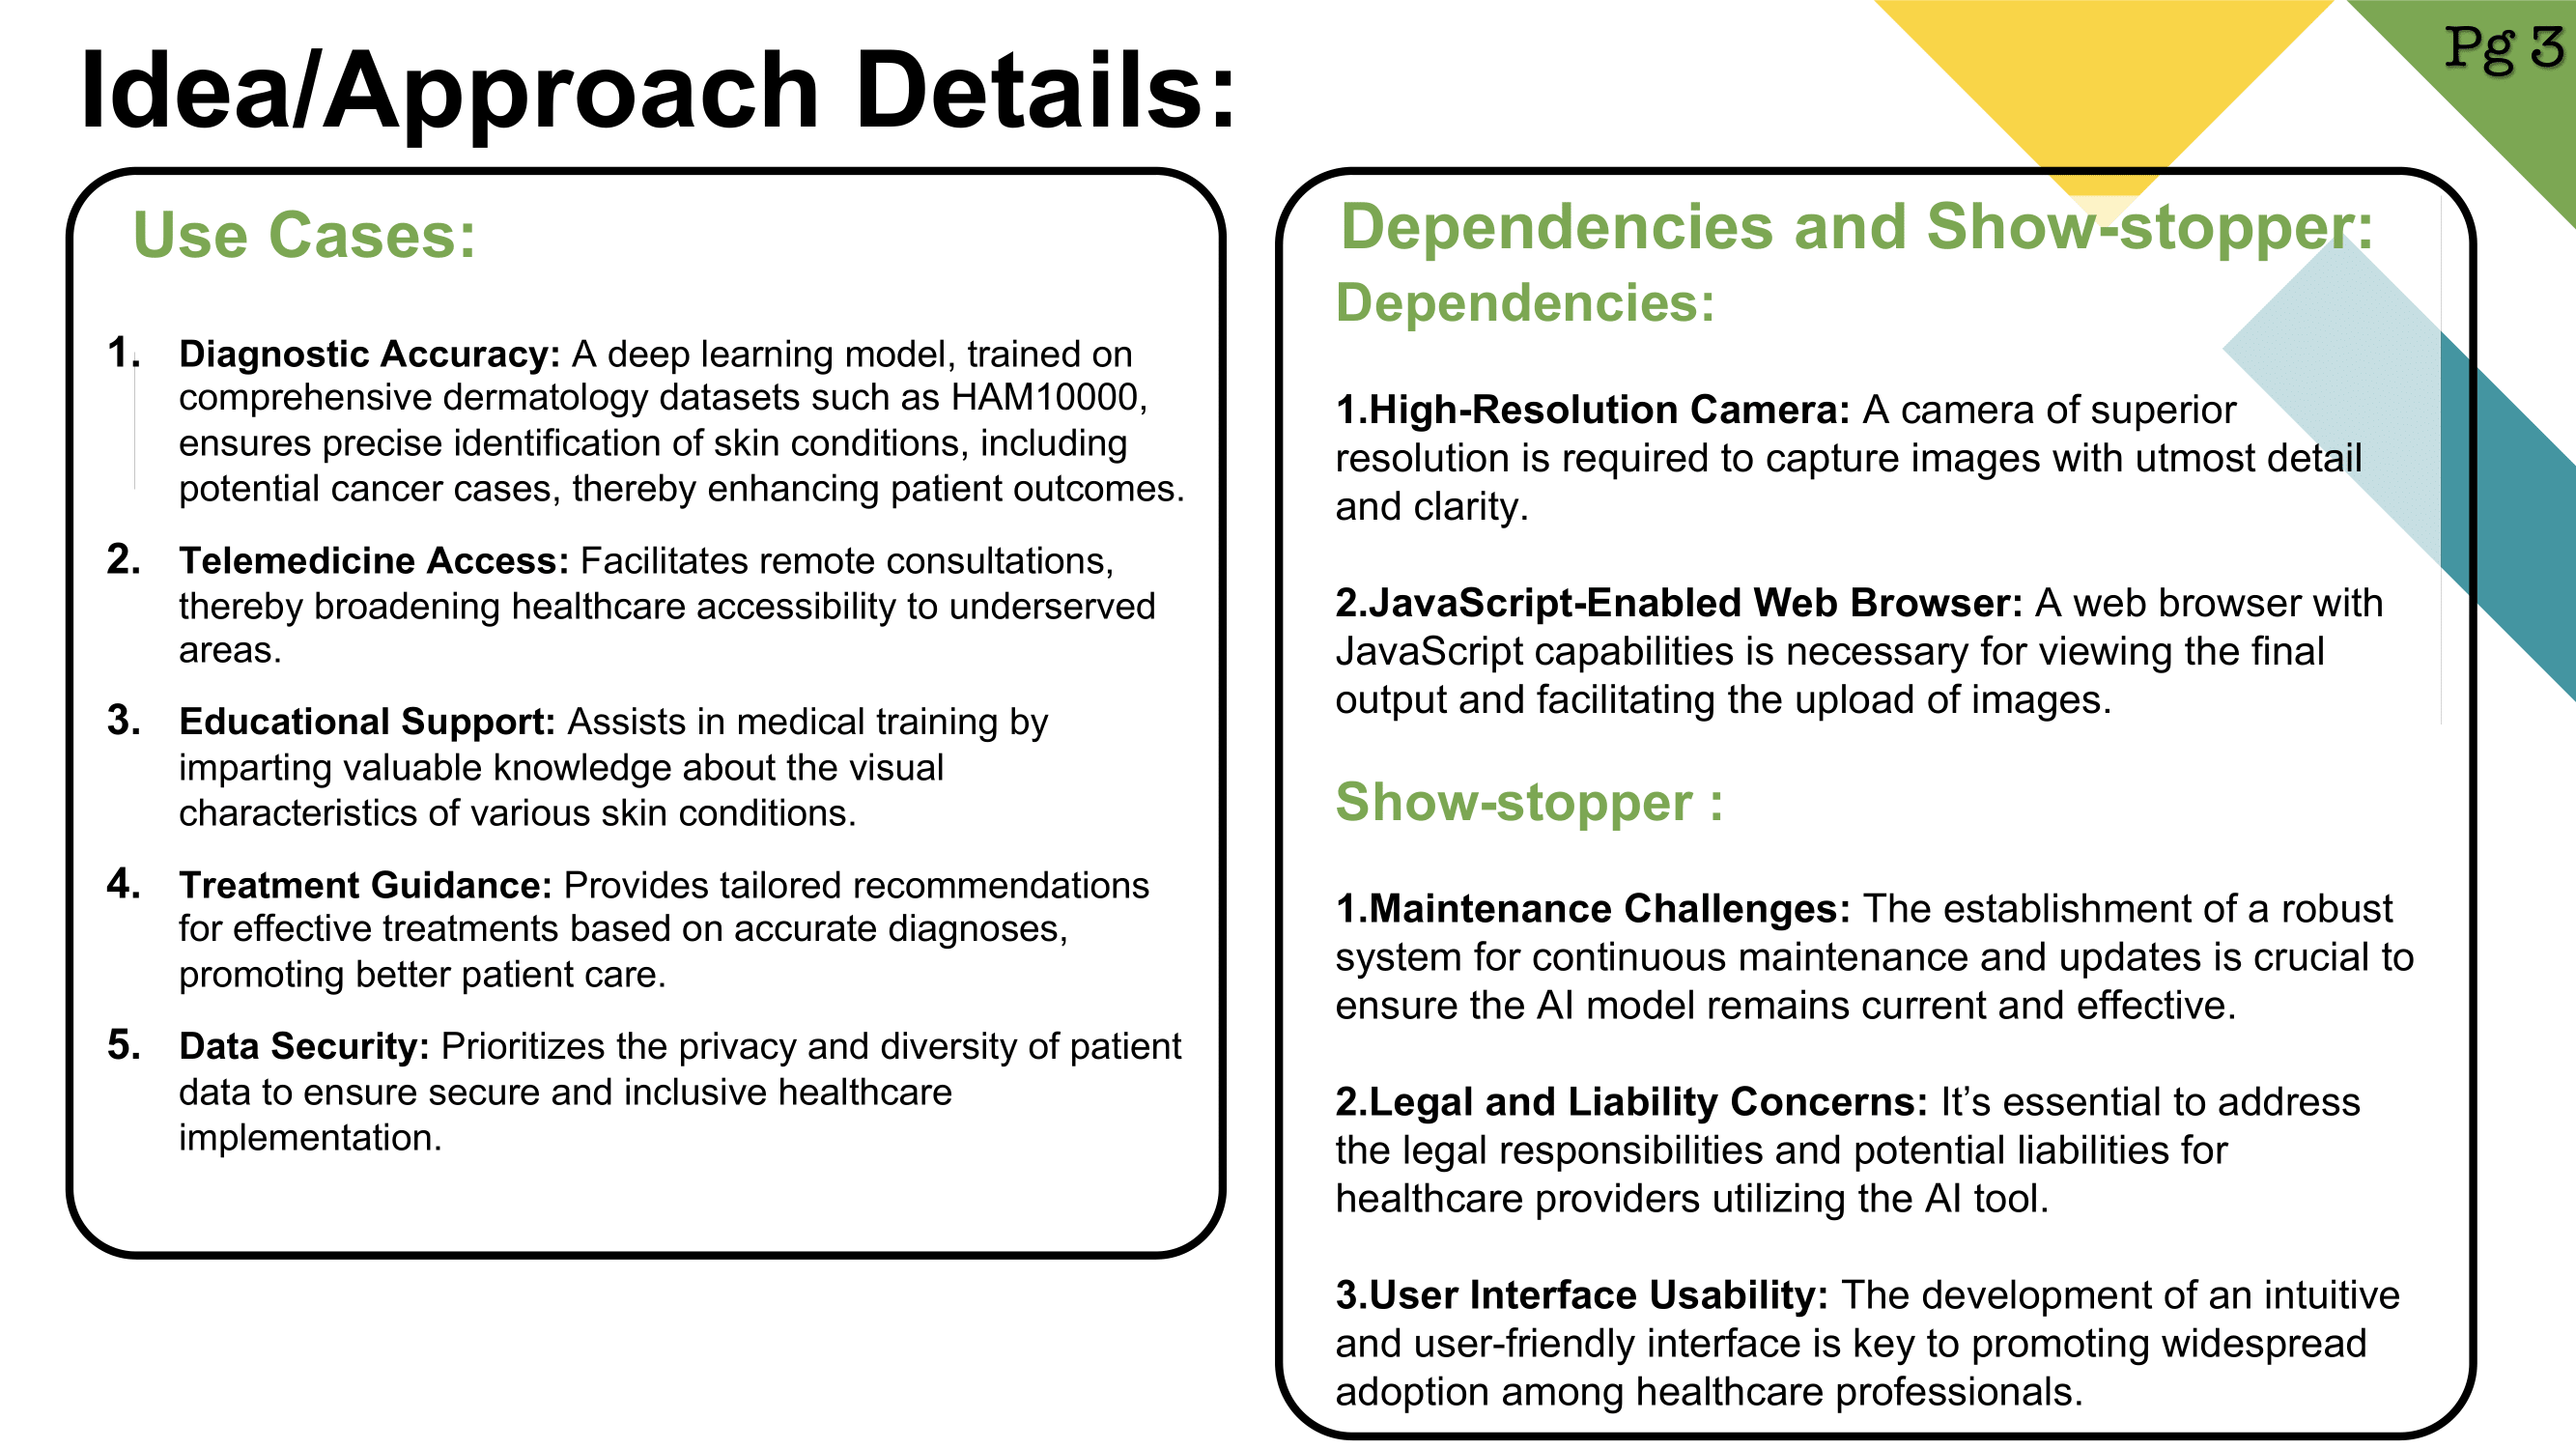 Pg 3
Idea/Approach Details:
Use Cases:
1. Diagnostic Accuracy: A deep learning model, trained on
comprehensive dermatology datasets such as HAM10000,
ensures precise identification of skin conditions, including
potential cancer cases, thereby enhancing patient outcomes.
2. Telemedicine Access: Facilitates remote consultations,
thereby broadening healthcare accessibility to underserved
areas.
3. Educational Support: Assists in medical training by
imparting valuable knowledge about the visual
characteristics of various skin conditions.
4. Treatment Guidance: Provides tailored recommendations
for effective treatments based on accurate diagnoses,
promoting better patient care.
5. Data Security: Prioritizes the privacy and diversity of patient
data to ensure secure and inclusive healthcare
implementation.
Dependencies and Show-stopper:
Dependencies:
1.High-Resolution Camera: A camera of superior
resolution is required to capture images with utmost detail
and clarity.
2.JavaScript-Enabled Web Browser: A web browser with
JavaScript capabilities is necessary for viewing the final
output and facilitating the upload of images.
Show-stopper :
1.Maintenance Challenges: The establishment of a robust
system for continuous maintenance and updates is crucial to
ensure the AI model remains current and effective.
2.Legal and Liability Concerns: It’s essential to address
the legal responsibilities and potential liabilities for
healthcare providers utilizing the AI tool.
3.User Interface Usability: The development of an intuitive
and user-friendly interface is key to promoting widespread
adoption among healthcare professionals.